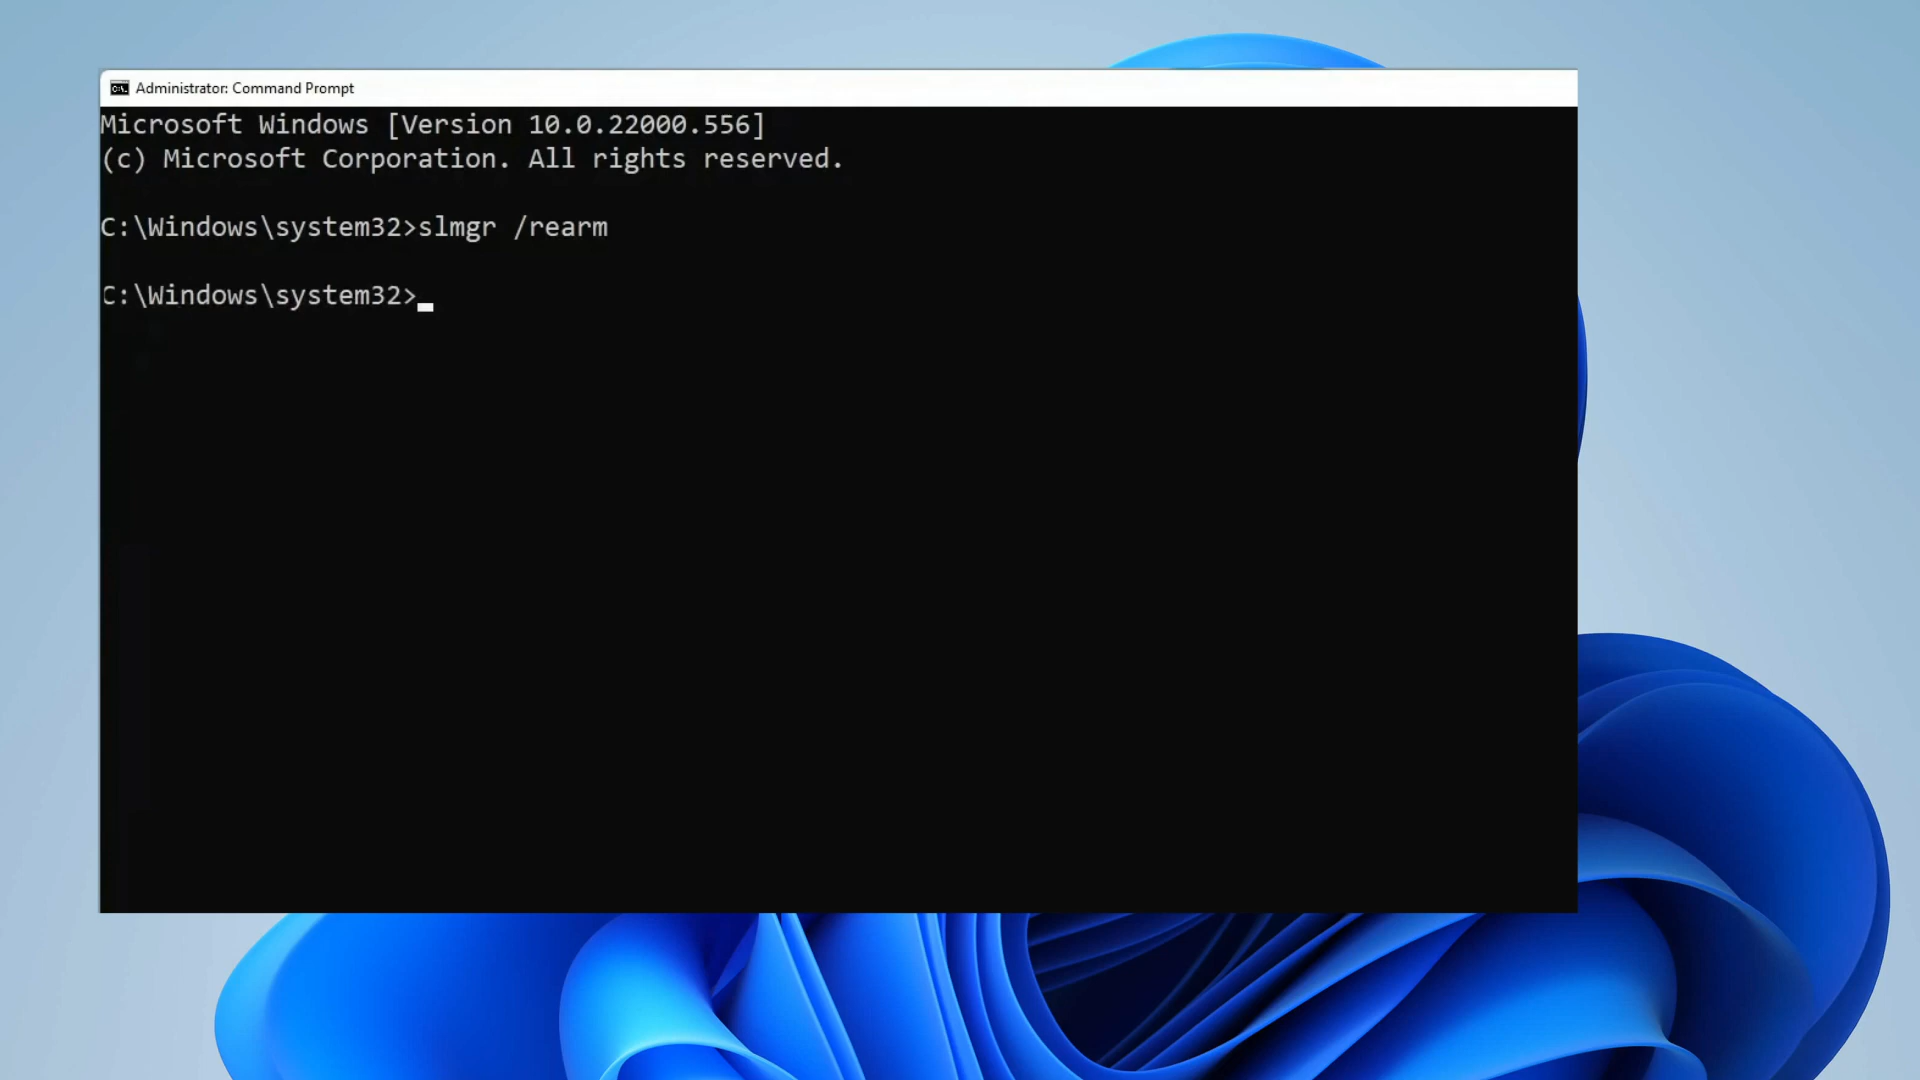 Administrator: Command Prompt
Microsoft Windows [Version 10.0.22000.556]
(c) Microsoft Corporation. All rights reserved.
C:\Windows\system32>slmgr /rearm
C:\Windows\system32>